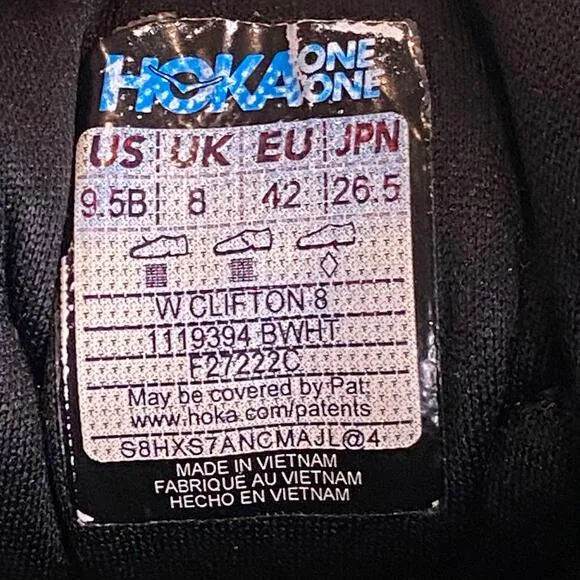 HOKA ONE ONE
US UK EU JPN
9.5B 8 42 26.5
W CLIFTON 8
1119394 BWHT
F27222C
May be covered by Pat:
www.hoka.com/patents
S8HXS7ANCMAJL@4
MADE IN VIETNAM
FABRIQUÉ AU VIETNAM
HECHO EN VIETNAM